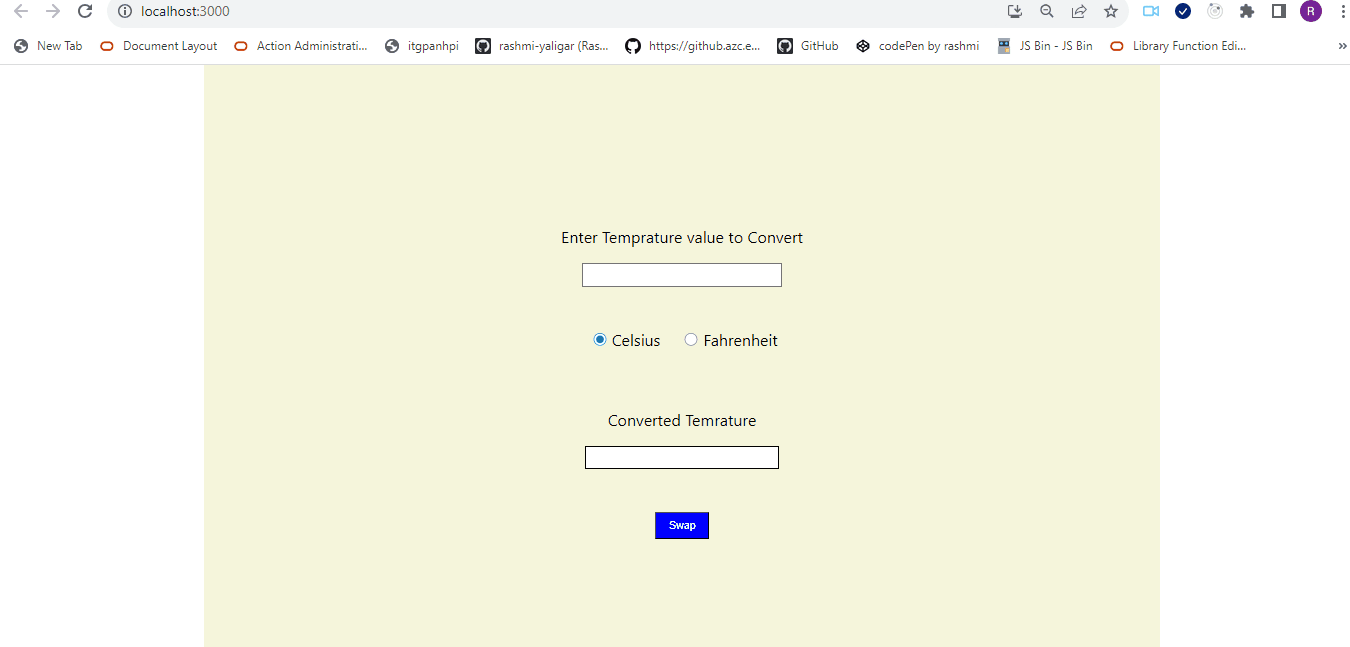 localhost:3000
R
New Tab Document Layout Action Administrati... itgpanhpi rashmi-yaligar (Ras... https://github.azc.e... GitHub codePen by rashmi JS Bin - JS Bin Library Function Edi... »
Enter Temprature value to Convert
Celsius Fahrenheit
Converted Temrature
Swap